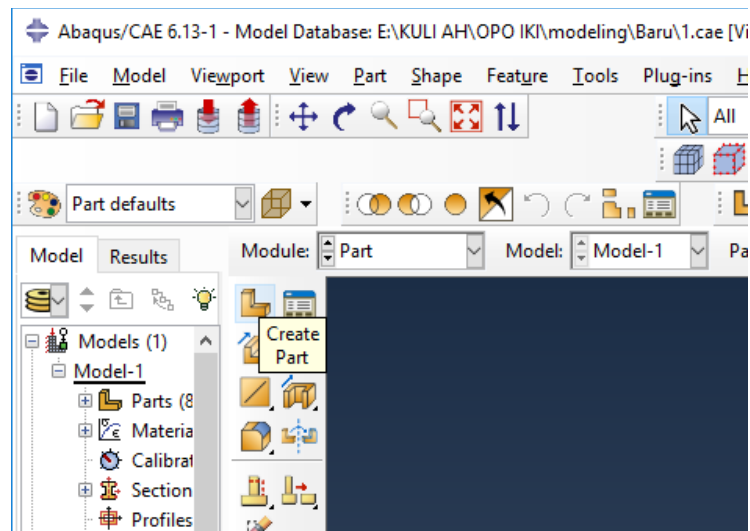 Abaqus/CAE 6.13-1 - Model Database: E:\KULI AH\OPO IKI\modeling\Baru\1.cae [Vi
File Model Viewport View Part Shape Feature Tools Plug-ins H
All
Part defaults
Model Results
Module: Part Model: Model-1 Pa
Create
Part
Models (1)
Model-1
Parts (8
Materia
Calibrat
Section
Profiles